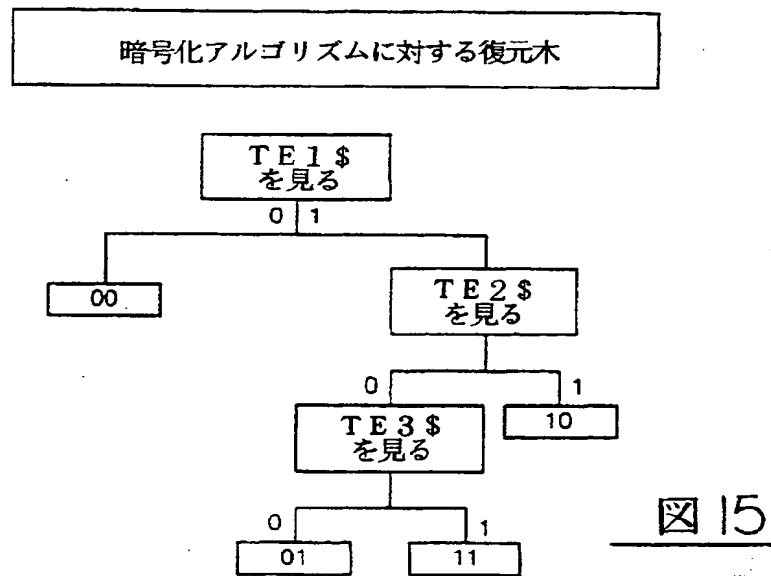 暗号化アルゴリズムに対する復元木
TE1$
を見る
0 1
00
TE2$
を見る
0 1
TE3$
を見る
10
0 1
01 11
図15